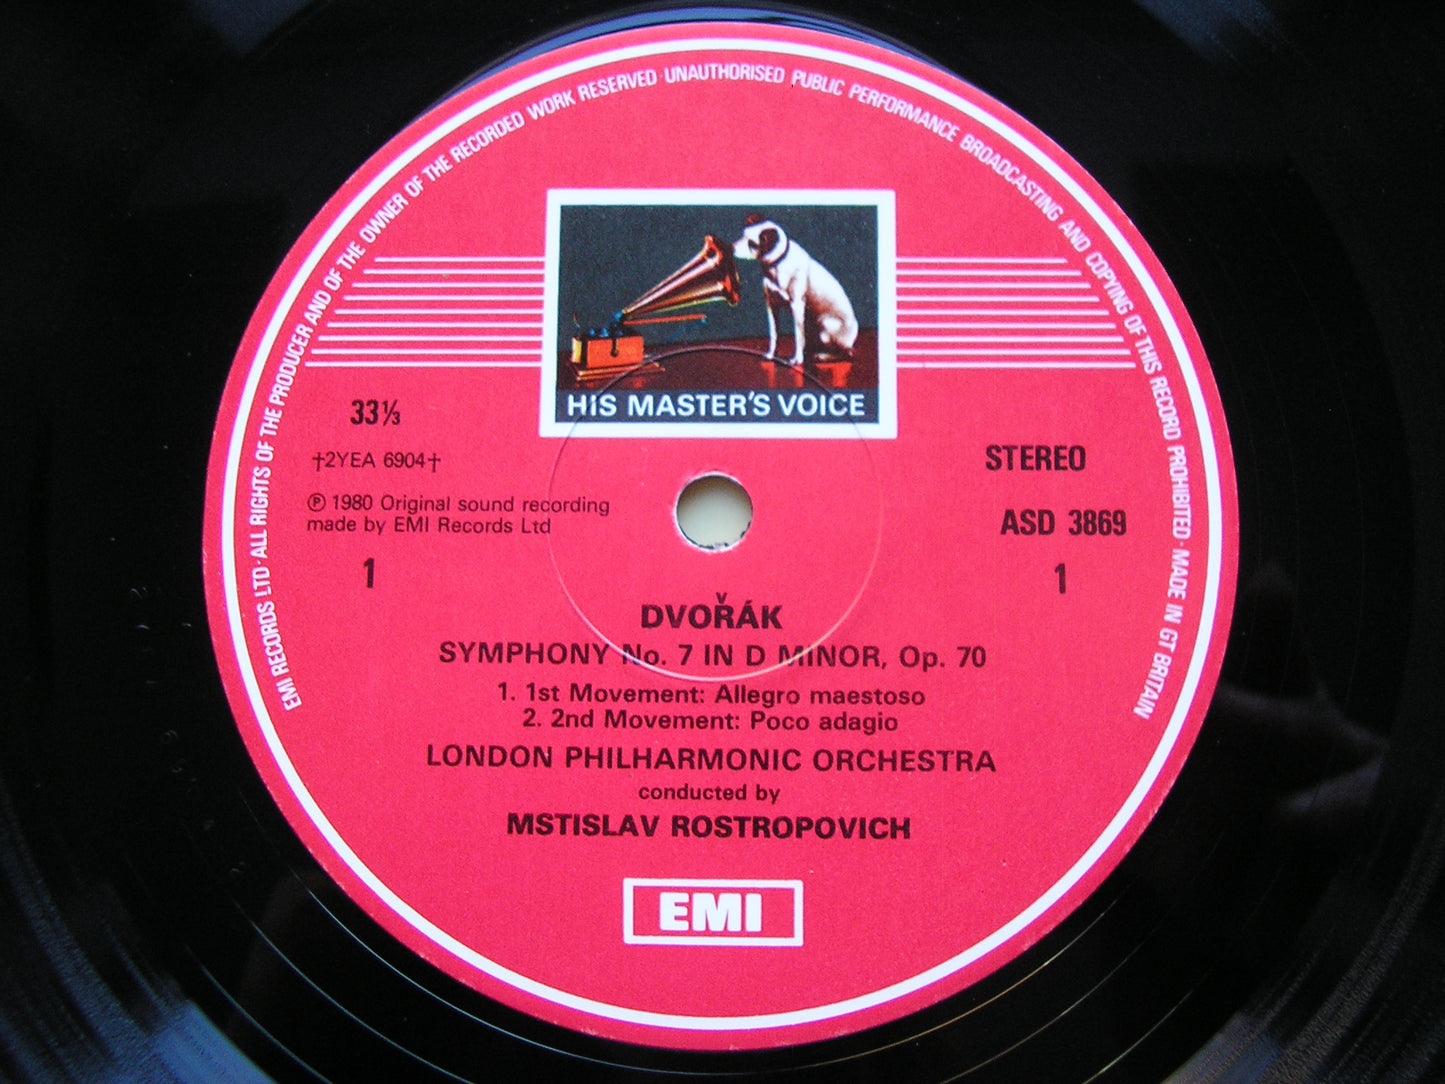 EMI RECORDS LTD · ALL RIGHTS OF THE PRODUCER AND OF THE OWNER OF THE RECORDED WORK RESERVED · UNAUTHORISED PUBLIC PERFORMANCE BROADCASTING AND COPYING OF THIS RECORD PROHIBITED · MADE IN GT BRITAIN
HIS MASTER'S VOICE
33⅓
†2YEA 6904†
℗ 1980 Original sound recording
made by EMI Records Ltd
1
STEREO
ASD 3869
1
DVOŘÁK
SYMPHONY No. 7 IN D MINOR, Op. 70
1. 1st Movement: Allegro maestoso
2. 2nd Movement: Poco adagio
LONDON PHILHARMONIC ORCHESTRA
conducted by
MSTISLAV ROSTROPOVICH
EMI